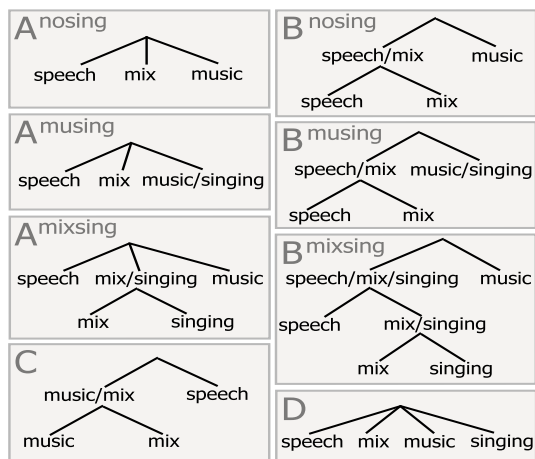 A nosing
speech mix music
A musing
speech mix music/singing
A mixsing
speech mix/singing music
mix singing
C
music/mix speech
music mix
B nosing
speech/mix music
speech mix
B musing
speech/mix music/singing
speech mix
B mixsing
speech/mix/singing music
speech mix/singing
mix singing
D
speech mix music singing